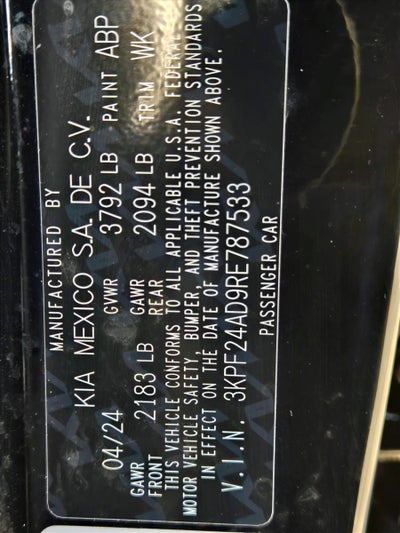 MANUFACTURED BY
KIA MEXICO S.A. DE C.V.
04/24 GVWR 3792 LB PAINT ABP
GAWR FRONT 2183 LB GAWR REAR 2094 LB TRIM WK
THIS VEHICLE CONFORMS TO ALL APPLICABLE U.S.A. FEDERAL
MOTOR VEHICLE SAFETY, BUMPER, AND THEFT PREVENTION STANDARDS
IN EFFECT ON THE DATE OF MANUFACTURE SHOWN ABOVE.
V.I.N. 3KPF24AD9RE787533
PASSENGER CAR